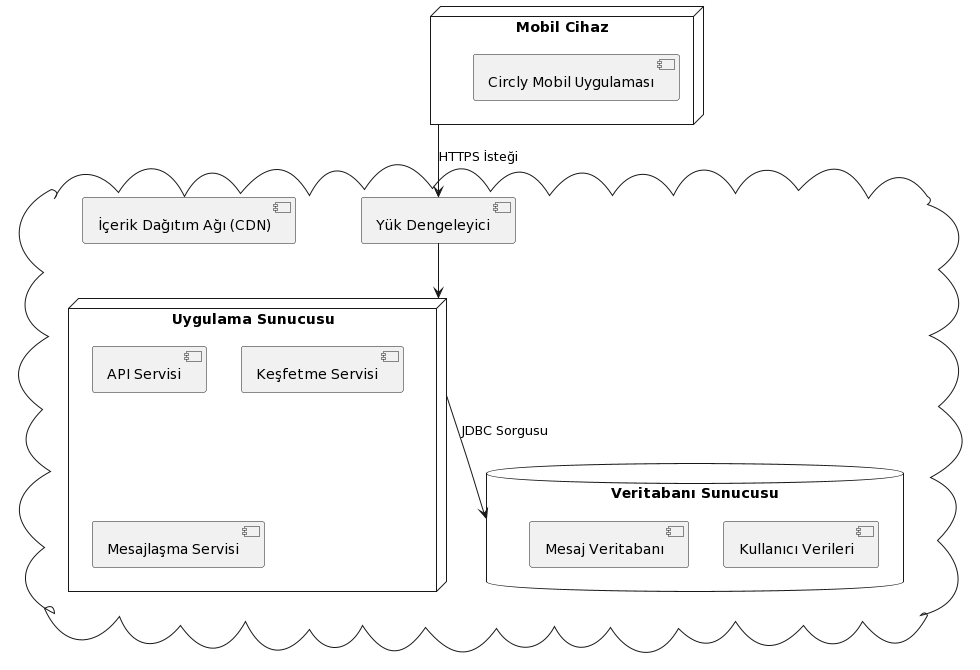 Mobil Cihaz
Circly Mobil Uygulaması
HTTPS İsteği
İçerik Dağıtım Ağı (CDN)
Yük Dengeleyici
Uygulama Sunucusu
API Servisi
Keşfetme Servisi
JDBC Sorgusu
Veritabanı Sunucusu
Mesajlaşma Servisi
Mesaj Veritabanı
Kullanıcı Verileri